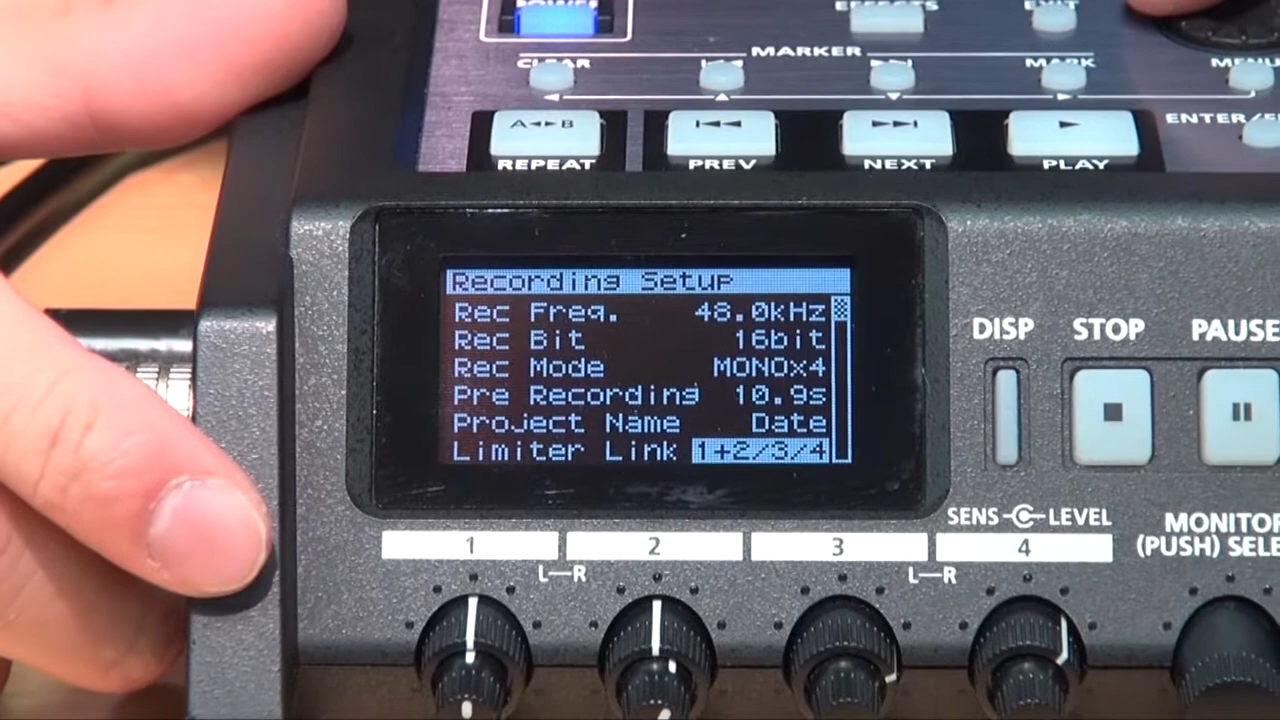 POWER
EFFECTS
EXIT
MARKER
CLEAR
MARK
MENU
A◄►B
ENTER/
REPEAT
PREV
NEXT
PLAY
Recording Setup
Rec Freq. 48.0kHz
Rec Bit 16bit
Rec Mode MONOx4
Pre Recording 10.9s
Project Name Date
Limiter Link 1+2/3/4
DISP
STOP
PAUSE
SENS LEVEL
1 2 3 4
L—R L—R
MONITOR
(PUSH)